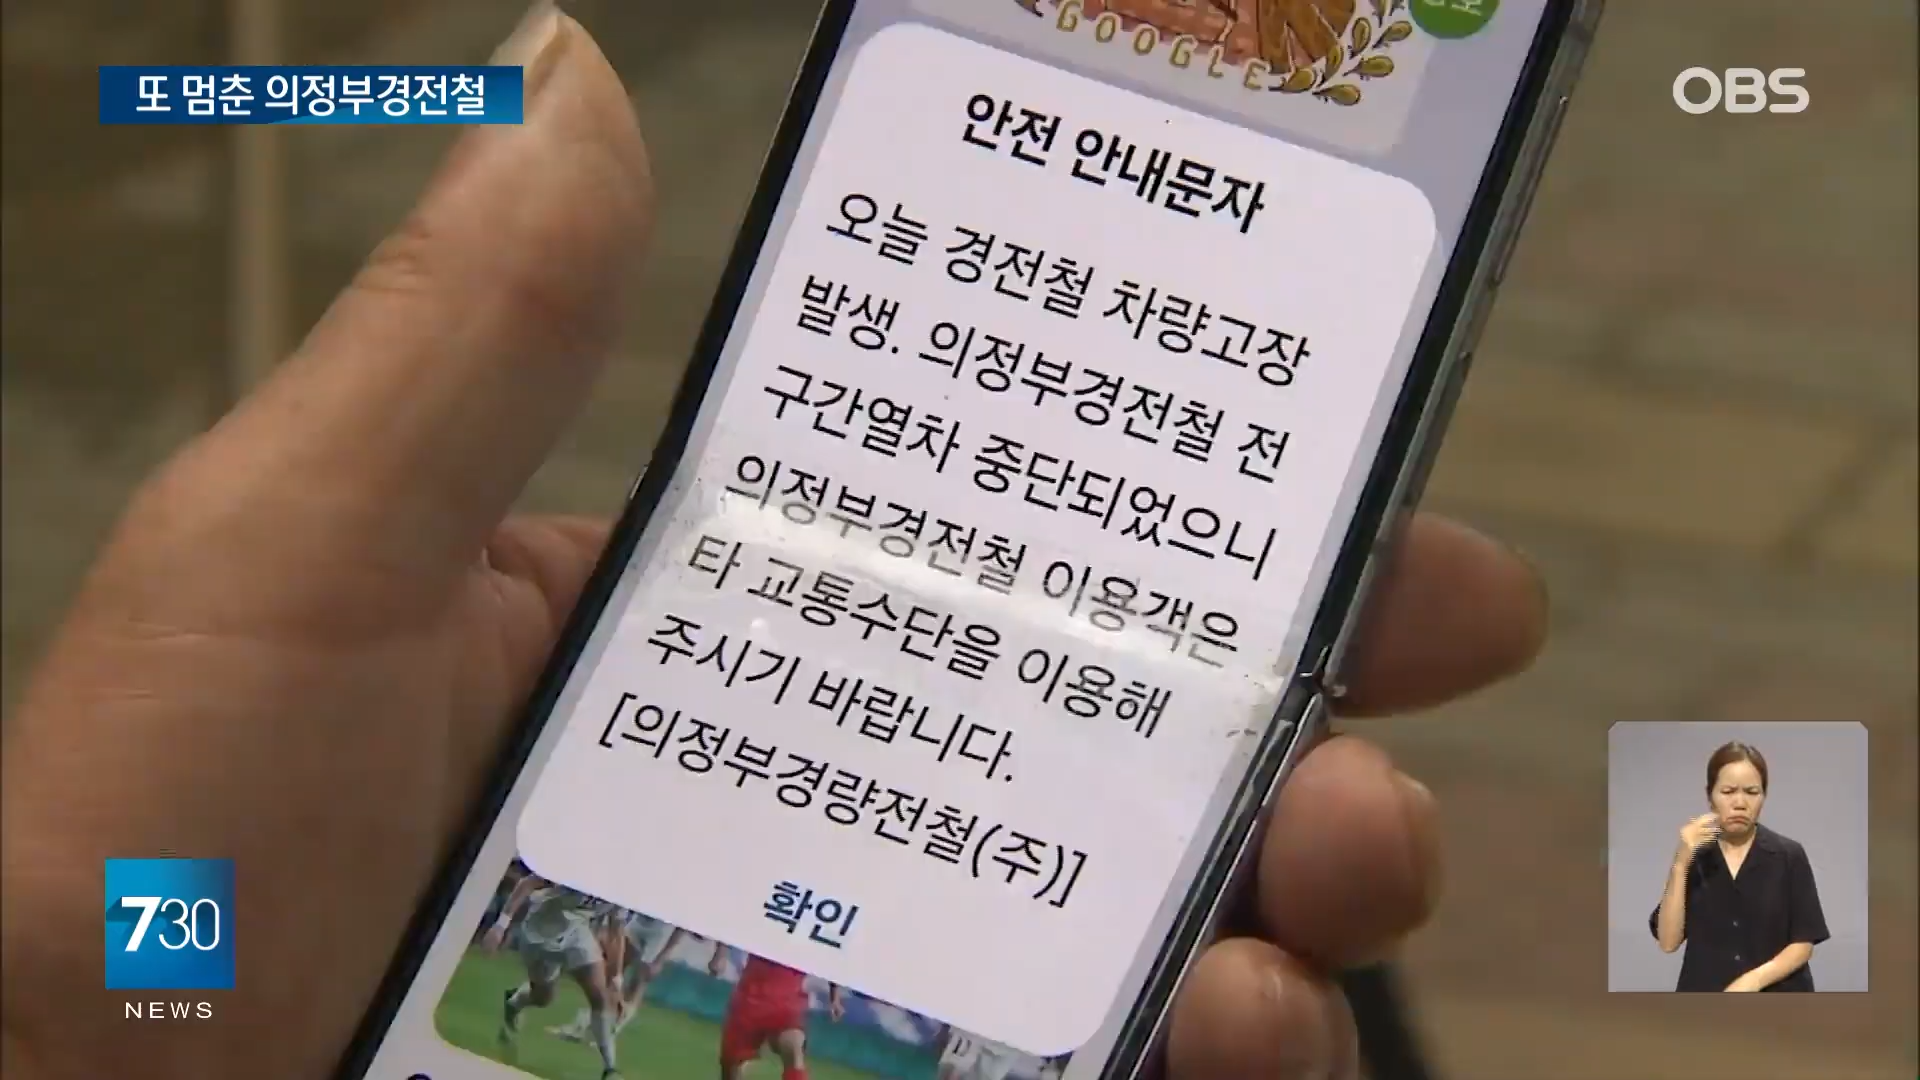 또 멈춘 의정부경전철
OBS
GOOGLE
안전 안내문자
오늘 경전철 차량고장
발생. 의정부경전철 전
구간열차 중단되었으니
의정부경전철 이용객은
타 교통수단을 이용해
주시기 바랍니다.
[의정부경량전철(주)]
확인
730
NEWS